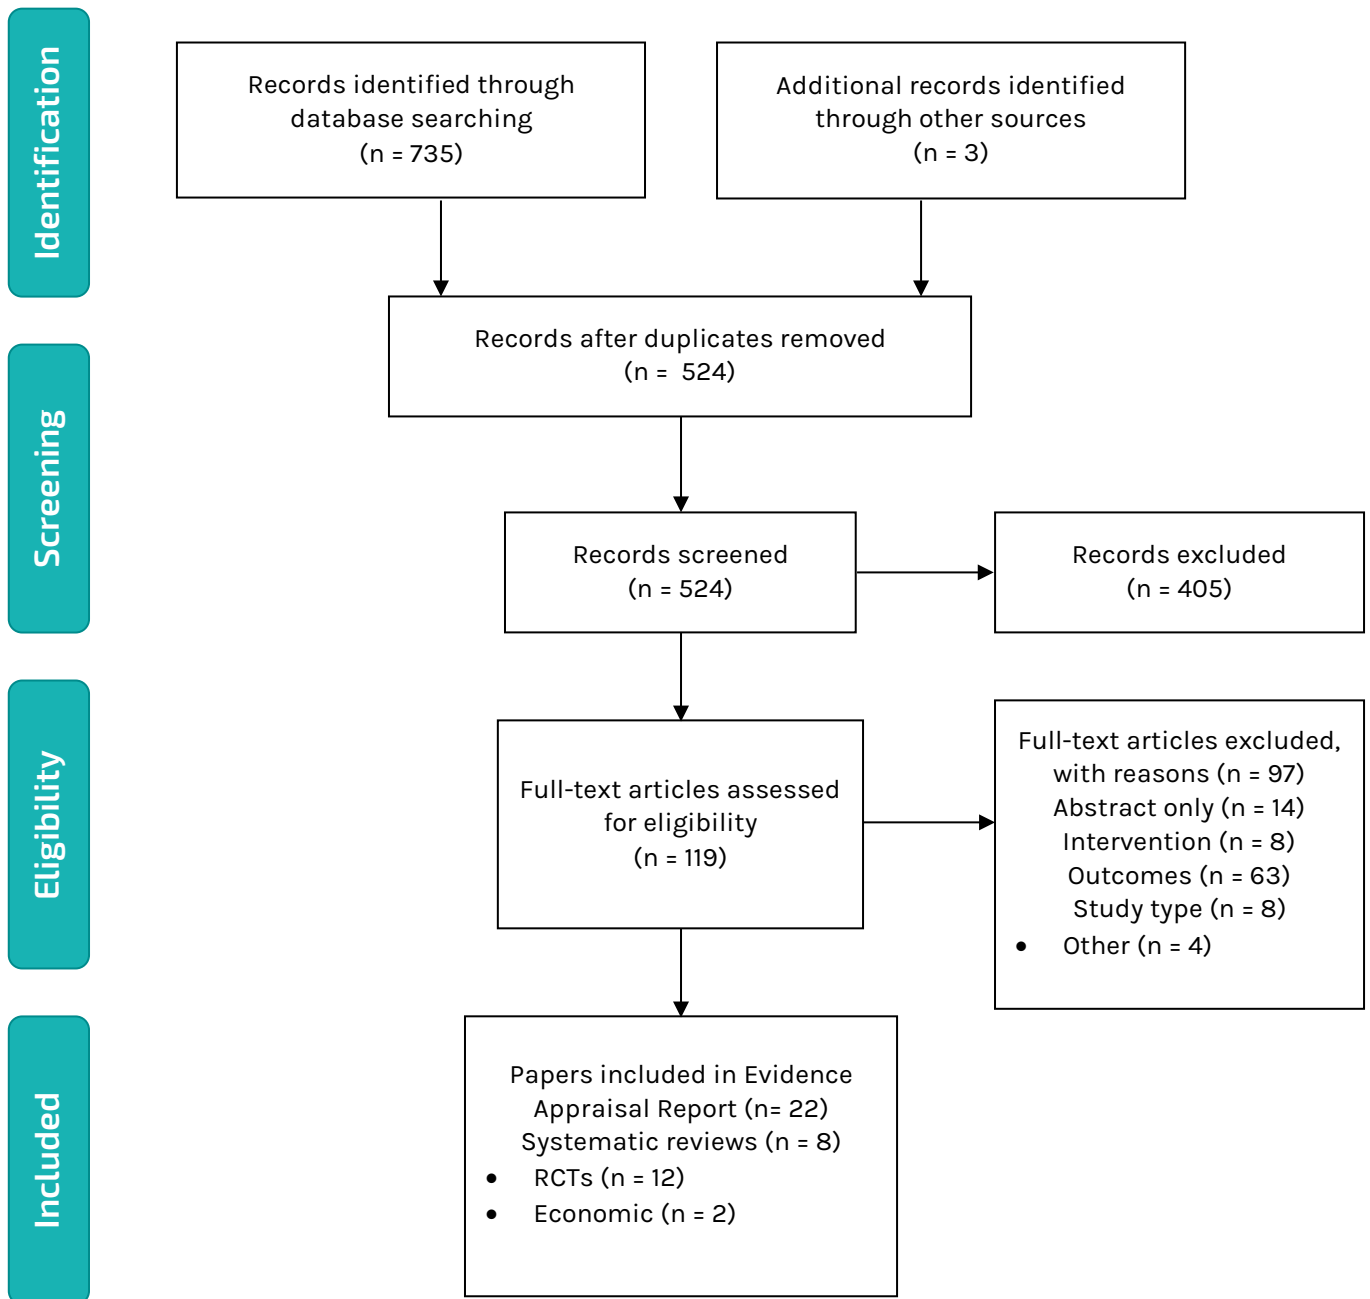 Identification
Records identified through
database searching
(n = 735)
Additional records identified
through other sources
(n = 3)
Records after duplicates removed
(n = 524)
Screening
Records screened
(n = 524)
Records excluded
(n = 405)
Eligibility
Full-text articles assessed
for eligibility
(n = 119)
Full-text articles excluded,
with reasons (n = 97)
Abstract only (n = 14)
Intervention (n = 8)
Outcomes (n = 63)
Study type (n = 8)
• Other (n = 4)
Included
Papers included in Evidence
Appraisal Report (n= 22)
Systematic reviews (n = 8)
• RCTs (n = 12)
• Economic (n = 2)